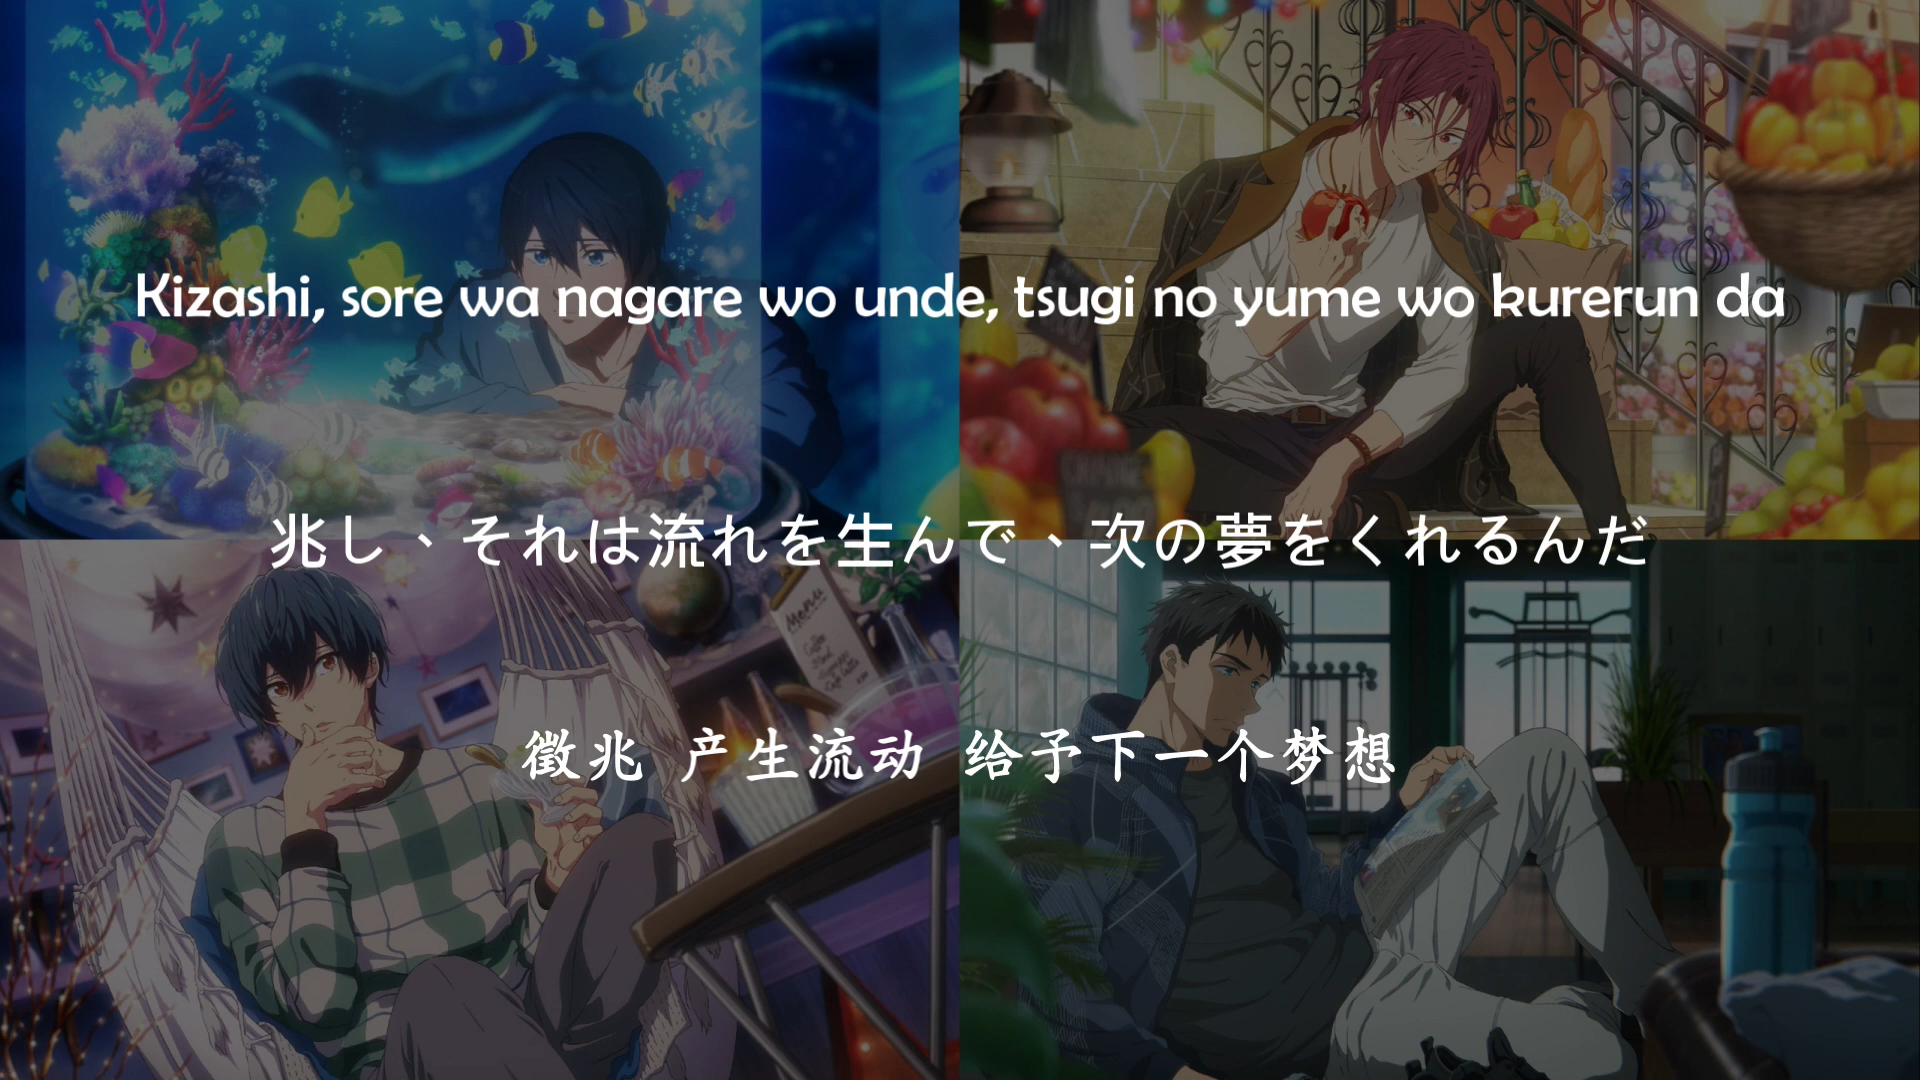 Kizashi, sore wa nagare wo unde, tsugi no yume wo kurerun da
兆し、それは流れを生んで、次の夢をくれるんだ
Menu
Coffee
徵兆 产生流动 给予下一个梦想